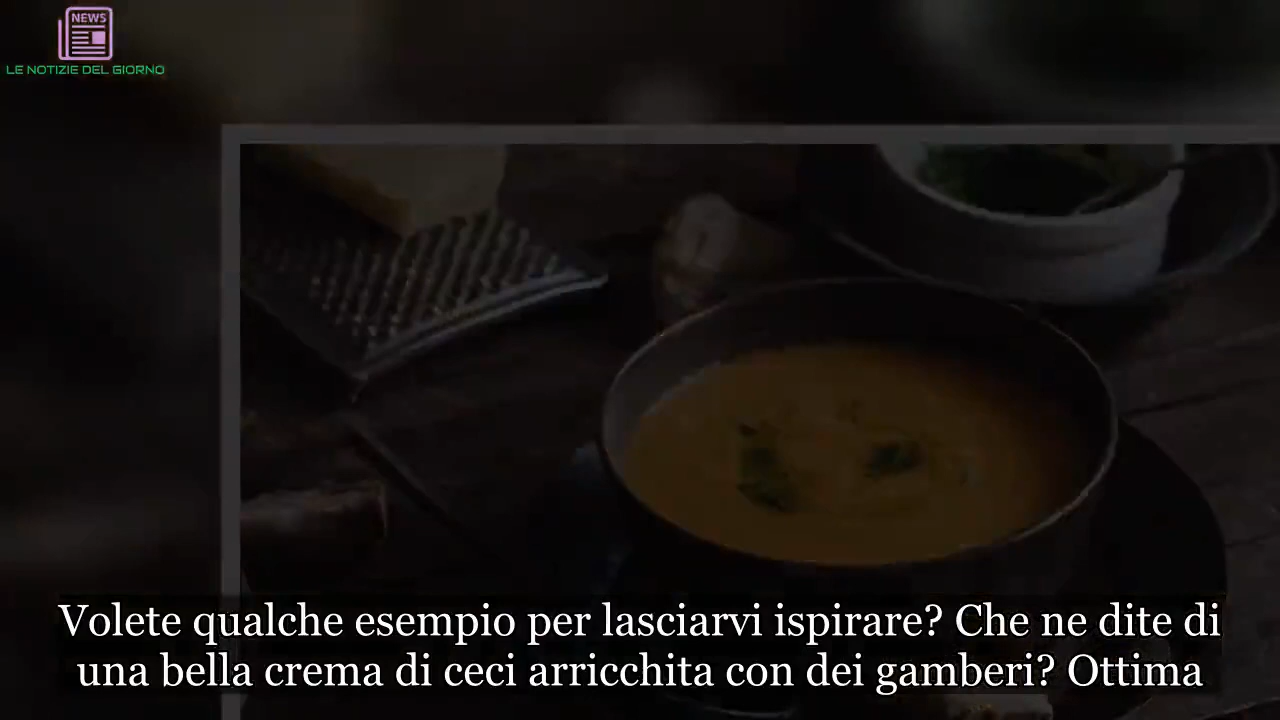 NEWS
LE NOTIZIE DEL GIORNO
Volete qualche esempio per lasciarvi ispirare? Che ne dite di
una bella crema di ceci arricchita con dei gamberi? Ottima